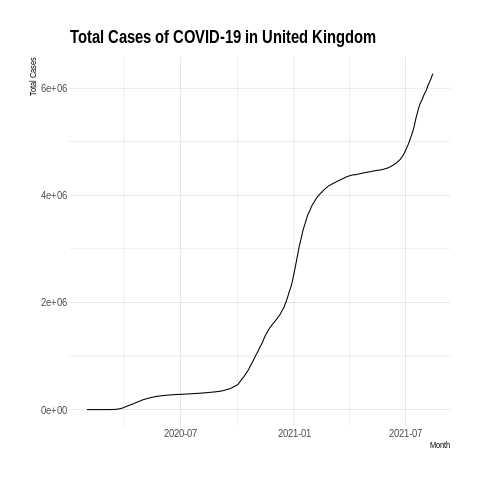 Total Cases of COVID-19 in United Kingdom
Total Cases
6e+06
4e+06
2e+06
0e+00
2020-07
2021-01
2021-07
Month